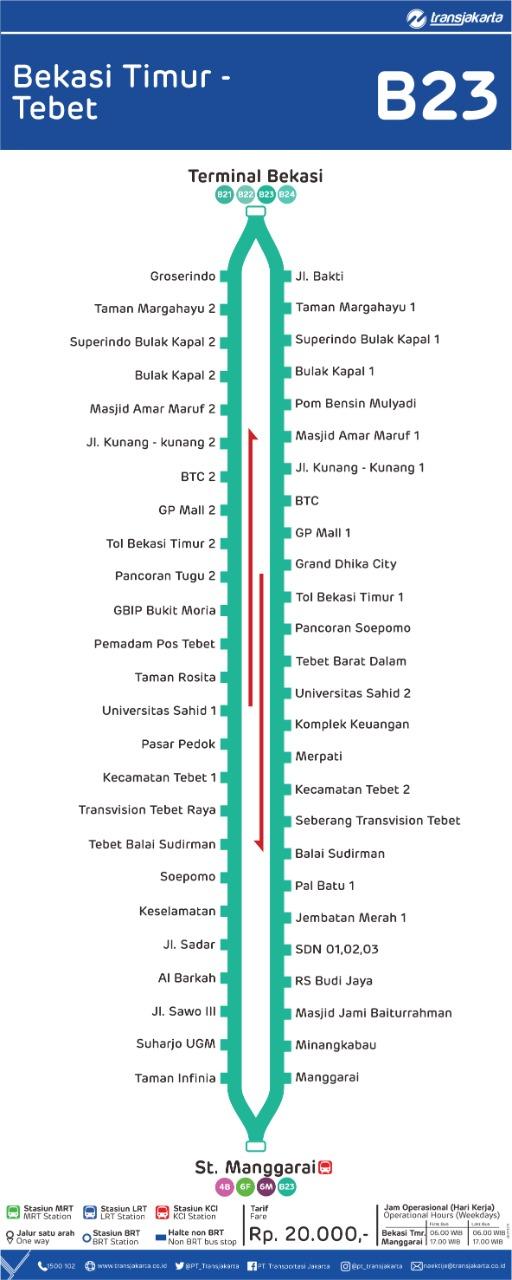 transjakarta
Bekasi Timur -
Tebet
B23
Terminal Bekasi
B21 B22 B23 B24
Groserindo
Taman Margahayu 2
Superindo Bulak Kapal 2
Bulak Kapal 2
Masjid Amar Maruf 2
Jl. Kunang - kunang 2
BTC 2
GP Mall 2
Tol Bekasi Timur 2
Pancoran Tugu 2
GBIP Bukit Moria
Pemadam Pos Tebet
Taman Rosita
Universitas Sahid 1
Pasar Pedok
Kecamatan Tebet 1
Transvision Tebet Raya
Tebet Balai Sudirman
Soepomo
Keselamatan
Jl. Sadar
Al Barkah
Jl. Sawo III
Suharjo UGM
Taman Infinia
Jl. Bakti
Taman Margahayu 1
Superindo Bulak Kapal 1
Bulak Kapal 1
Pom Bensin Mulyadi
Masjid Amar Maruf 1
Jl. Kunang - Kunang 1
BTC
GP Mall 1
Grand Dhika City
Tol Bekasi Timur 1
Pancoran Soepomo
Tebet Barat Dalam
Universitas Sahid 2
Komplek Keuangan
Merpati
Kecamatan Tebet 2
Seberang Transvision Tebet
Balai Sudirman
Pal Batu 1
Jembatan Merah 1
SDN 01,02,03
RS Budi Jaya
Masjid Jami Baiturrahman
Minangkabau
Manggarai
St. Manggarai
4B 6F 6M B23
Stasiun MRT
MRT Station
Stasiun LRT
LRT Station
Stasiun KCI
KCI Station
Jalur satu arah
One way
Stasiun BRT
BRT Station
Halte non BRT
Non BRT bus stop
Tarif
Fare
Rp. 20.000,-
Jam Operasional (Hari Kerja)
Operational Hours (Weekdays)
First Bus Last Bus
Bekasi Tmr. 06.00 WIB 06.00 WIB
Manggarai 17.00 WIB 17.00 WIB
1500 102
www.transjakarta.co.id
@PT_Transjakarta
PT Transportasi Jakarta
@pt_transjakarta
naektije@transjakarta.co.id